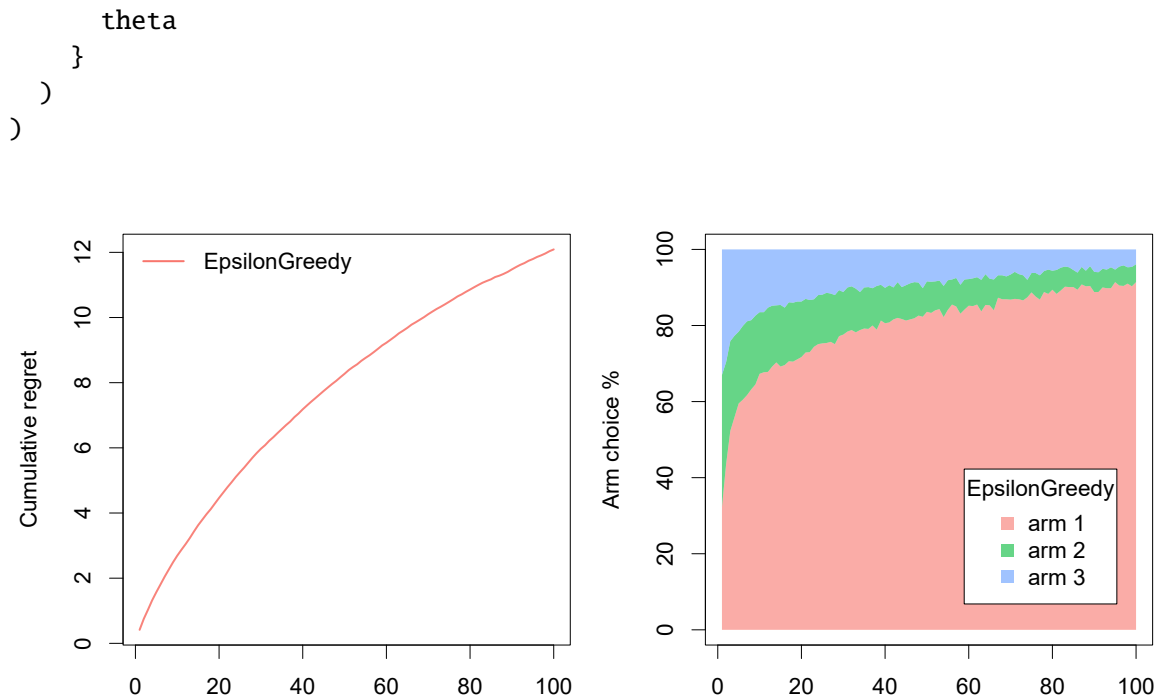 theta
}
)
)
EpsilonGreedy
Cumulative regret
0 2 4 6 8 10 12
0 20 40 60 80 100
Arm choice %
0 20 40 60 80 100
EpsilonGreedy
arm 1
arm 2
arm 3
0 20 40 60 80 100